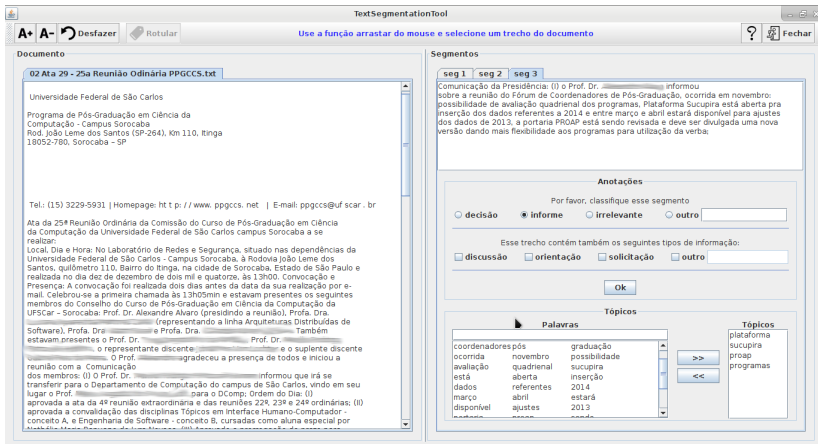 TextSegmentationTool
A+ A- Desfazer Rotular Use a função arrastar do mouse e selecione um trecho do documento ? Fechar
Documento
02 Ata 29 - 25a Reunião Odinária PPGCCS.txt
Universidade Federal de São Carlos
Programa de Pós-Graduação em Ciência da
Computação - Campus Sorocaba
Rod. João Leme dos Santos (SP-264), Km 110, Itinga
18052-780, Sorocaba – SP
Tel.: (15) 3229-5931 | Homepage: ht t p: / / www. ppgccs. net | E-mail: ppgccs@uf scar . br
Ata da 25ª Reunião Ordinária da Comissão do Curso de Pós-Graduação em Ciência
da Computação da Universidade Federal de São Carlos campus Sorocaba a se
realizar:
Local, Dia e Hora: No Laboratório de Redes e Segurança, situado nas dependências da
Universidade Federal de São Carlos - Campus Sorocaba, à Rodovia João Leme dos
Santos, quilômetro 110, Bairro do Itinga, na cidade de Sorocaba, Estado de São Paulo e
realizada no dia dez de dezembro de dois mil e quatorze, às 13h00. Convocação e
Presença: A convocação foi realizada dois dias antes da data da sua realização por e-
mail. Celebrou-se a primeira chamada às 13h05min e estavam presentes os seguintes
membros do Conselho do Curso de Pós-Graduação em Ciência da Computação da
UFSCar – Sorocaba: Prof. Dr. Alexandre Alvaro (presidindo a reunião), Profa. Dra.
(representando a linha Arquiteturas Distribuídas de
Software), Profa. Dra e Profa. Dra. Também
estavam presentes o Prof. Dr. Prof. Dr.
, o representante discente e o suplente discente
. O Prof. agradeceu a presença de todos e iniciou a
reunião com a Comunicação
dos membros: (I) O Prof. Dr. informou que irá se
transferir para o Departamento de Computação do campus de São Carlos, vindo em seu
lugar o Prof. para o DComp; Ordem do Dia: (I)
aprovada a ata da 4ª reunião extraordinária e das reuniões 22ª, 23ª e 24ª ordinárias; (II)
aprovada a convalidação das disciplinas Tópicos em Interface Humano-Computador -
conceito A, e Engenharia de Software - conceito B, cursadas como aluna especial por
Segmentos
seg 1 seg 2 seg 3
Comunicação da Presidência: (I) o Prof. Dr. informou
sobre a reunião do Fórum de Coordenadores de Pós-Graduação, ocorrida em novembro:
possibilidade de avaliação quadrienal dos programas, Plataforma Sucupira está aberta pra
inserção dos dados referentes a 2014 e entre março e abril estará disponível para ajustes
dos dados de 2013, a portaria PROAP está sendo revisada e deve ser divulgada uma nova
versão dando mais flexibilidade aos programas para utilização da verba;
Anotações
Por favor, classifique esse segmento
decisão informe irrelevante outro
Esse trecho contém também os seguintes tipos de informação:
discussão orientação solicitação outro
Ok
Tópicos
Palavras
coordenadores pós graduação
ocorrida novembro possibilidade
avaliação quadrienal sucupira
está aberta inserção
dados referentes 2014
março abril estará
disponível ajustes 2013
portaria proap sendo
>>
<<
Tópicos
plataforma
sucupira
proap
programas